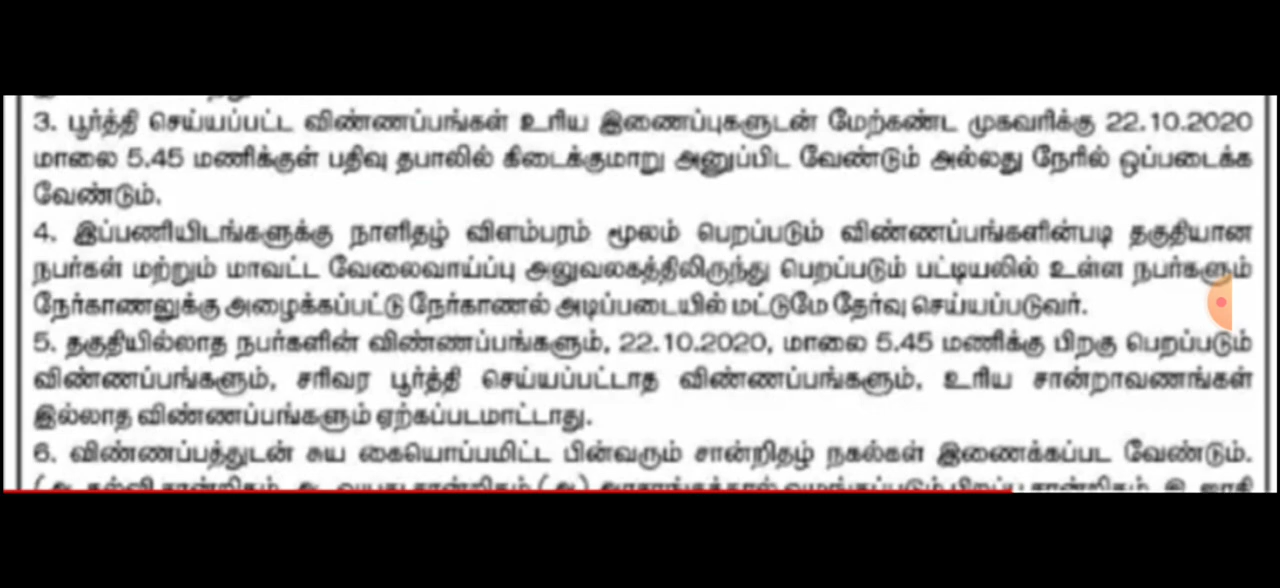 3. பூர்த்தி செய்யப்பட்ட விண்ணப்பங்கள் உரிய இணைப்புகளுடன் மேற்கண்ட முகவரிக்கு 22.10.2020
மாலை 5.45 மணிக்குள் பதிவு தபாலில் கிடைக்குமாறு அனுப்பிட வேண்டும் அல்லது நேரில் ஒப்படைக்க
வேண்டும்.
4. இப்பணியிடங்களுக்கு நாளிதழ் விளம்பரம் மூலம் பெறப்படும் விண்ணப்பங்களின்படி தகுதியான
நபர்கள் மற்றும் மாவட்ட வேலைவாய்ப்பு அலுவலகத்திலிருந்து பெறப்படும் பட்டியலில் உள்ள நபர்களும்
நேர்காணலுக்கு அழைக்கப்பட்டு நேர்காணல் அடிப்படையில் மட்டுமே தேர்வு செய்யப்படுவர்.
5. தகுதியில்லாத நபர்களின் விண்ணப்பங்களும், 22.10.2020, மாலை 5.45 மணிக்கு பிறகு பெறப்படும்
விண்ணப்பங்களும், சரிவர பூர்த்தி செய்யப்பட்டாத விண்ணப்பங்களும், உரிய சான்றாவணங்கள்
இல்லாத விண்ணப்பங்களும் ஏற்கப்படமாட்டாது.
6. விண்ணப்பத்துடன் சுய கையொப்பமிட்ட பின்வரும் சான்றிதழ் நகல்கள் இணைக்கப்பட வேண்டும்.